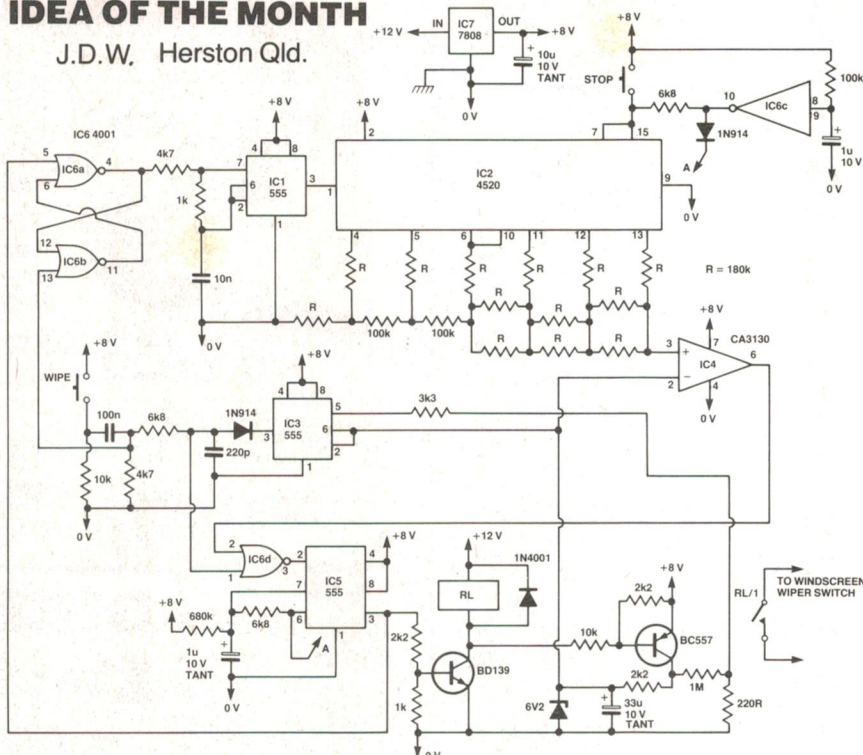 IDEA OF THE MONTH
J.D.W, Herston Qld.
+12 V IN IC7 7808 OUT +8 V
10u 10 V TANT
0 V
+8 V
STOP
6k8
10 IC6c 8 9
100k
1N914
A
1u 10 V
0 V
IC6 4001
5 6 IC6a 4
4k7
1k
12 13 IC6b 11
10n
0 V
+8 V
4 8 7 6 2 IC1 555 3 1
+8 V
2 7 15
1 IC2 4520 9
0 V
4 5 6 10 11 12 13
R R R R R R
R = 180k
R R
R 100k 100k R
R R R
+8 V
CA3130
3 + 7 IC4 6
2 − 4
0 V
+8 V
WIPE
100n
6k8
1N914
220p
10k
4k7
0 V
+8 V
4 8 5 IC3 555 6 3 2 1
3k3
2 1 IC6d 3
2 4 7 IC5 555 8 6 3 1
+8 V
+8 V
680k
6k8
A
1u 10 V TANT
0 V
2k2
1k
0 V
+12 V
RL
1N4001
BD139
10k
2k2
+8 V
BC557
2k2
1M
6V2
33u 10 V TANT
220R
RL/1
TO WINDSCREEN WIPER SWITCH